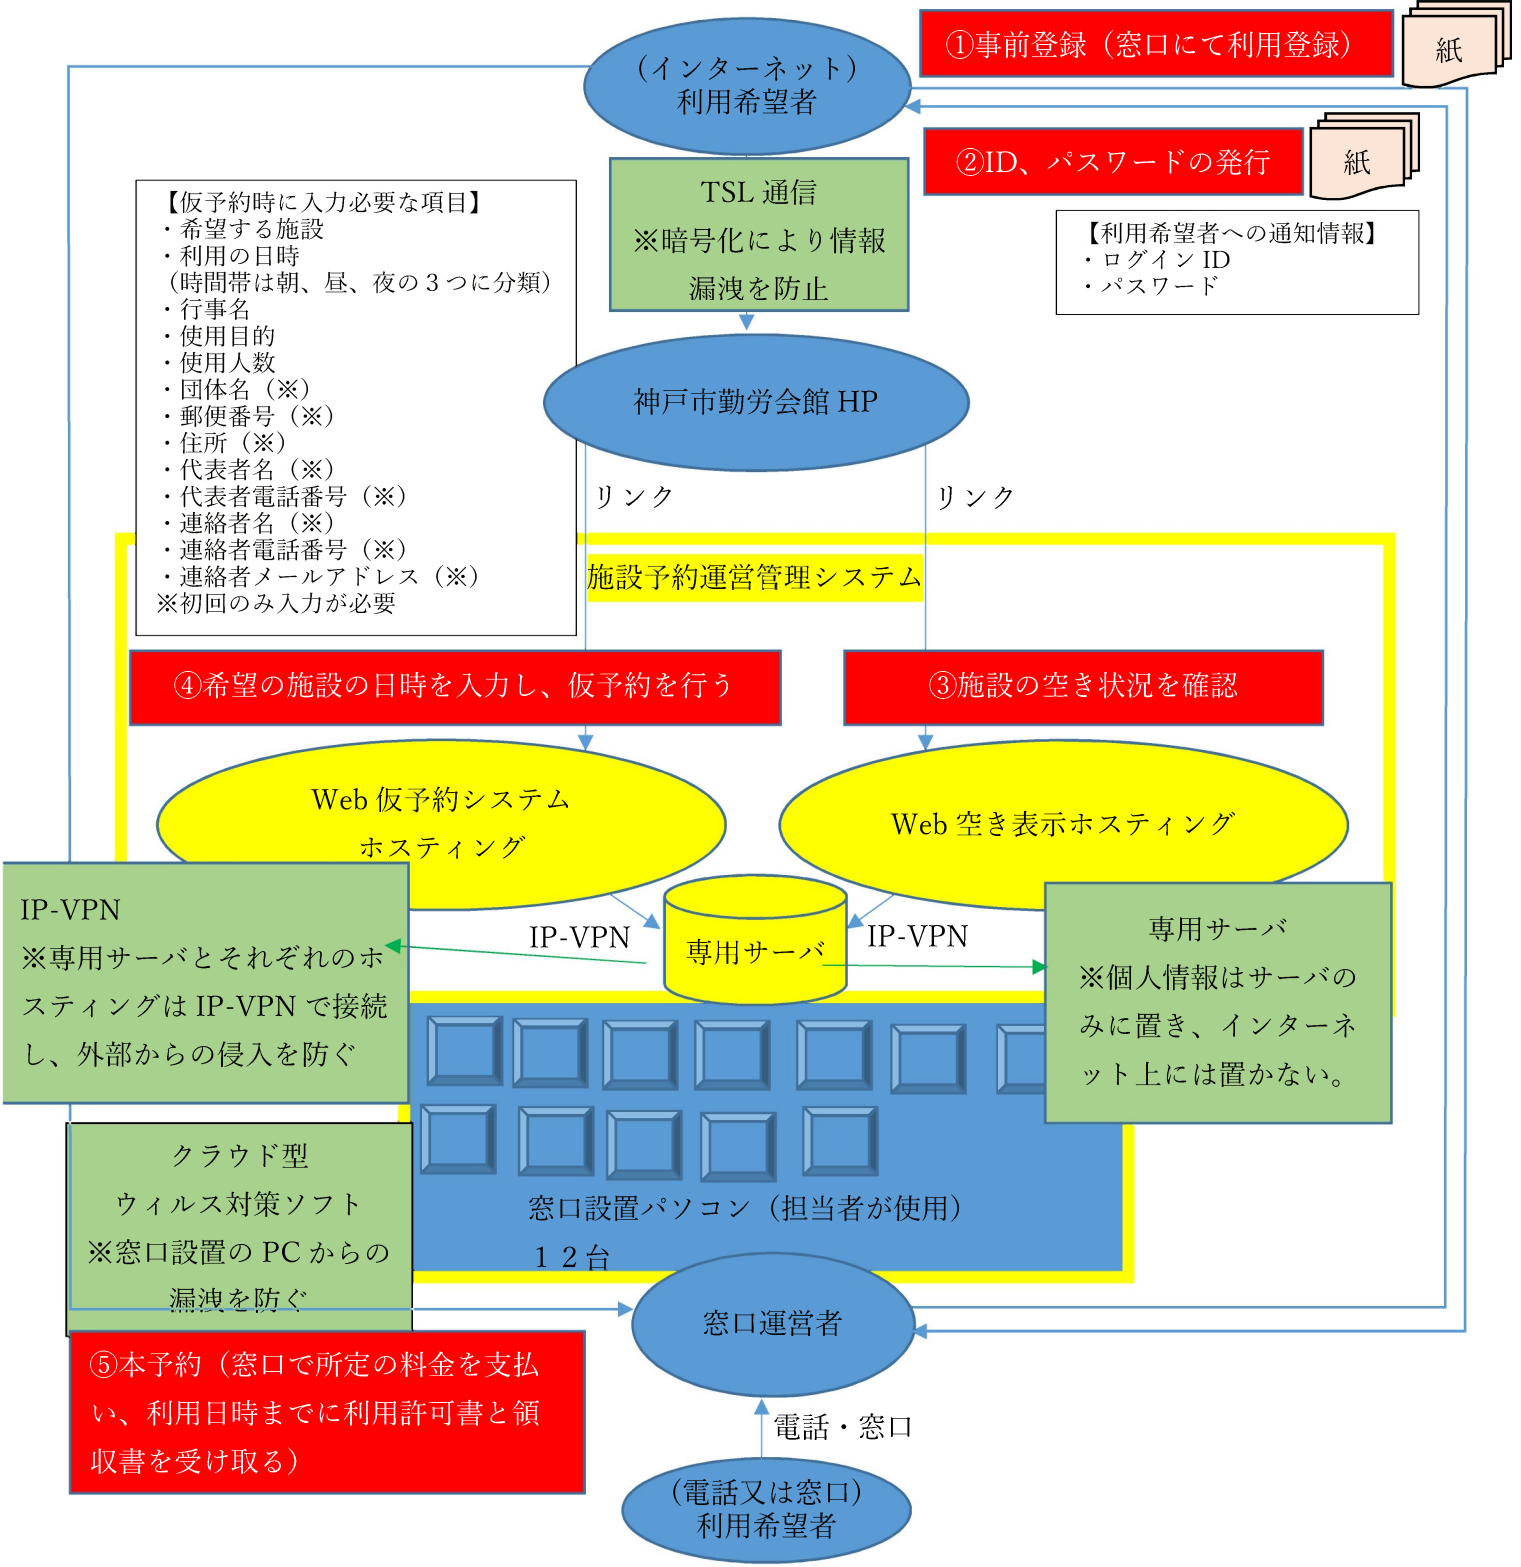 ①事前登録（窓口にて利用登録）
紙
（インターネット）
利用希望者
②ID、パスワードの発行
紙
TSL 通信
※暗号化により情報
漏洩を防止
【仮予約時に入力必要な項目】
・希望する施設
・利用の日時
（時間帯は朝、昼、夜の３つに分類）
・行事名
・使用目的
・使用人数
・団体名（※）
・郵便番号（※）
・住所（※）
・代表者名（※）
・代表者電話番号（※）
・連絡者名（※）
・連絡者電話番号（※）
・連絡者メールアドレス（※）
※初回のみ入力が必要
【利用希望者への通知情報】
・ログイン ID
・パスワード
神戸市勤労会館 HP
リンク
リンク
施設予約運営管理システム
④希望の施設の日時を入力し、仮予約を行う
③施設の空き状況を確認
Web 仮予約システム
ホスティング
Web 空き表示ホスティング
IP-VPN
※専用サーバとそれぞれのホ
スティングは IP-VPN で接続
し、外部からの侵入を防ぐ
IP-VPN
専用サーバ
IP-VPN
専用サーバ
※個人情報はサーバの
みに置き、インターネ
ット上には置かない。
クラウド型
ウィルス対策ソフト
※窓口設置の PC からの
漏洩を防ぐ
窓口設置パソコン（担当者が使用）
１２台
窓口運営者
⑤本予約（窓口で所定の料金を支払
い、利用日時までに利用許可書と領
収書を受け取る）
電話・窓口
（電話又は窓口）
利用希望者